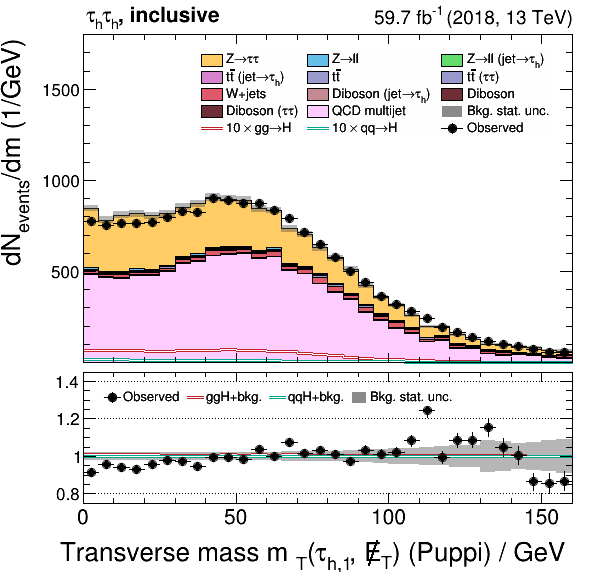 τhτh, inclusive 59.7 fb⁻¹ (2018, 13 TeV)
Z→ττ Z→ll Z→ll (jet→τh)
tt̄ (jet→τh) tt̄ tt̄ (ττ)
W+jets Diboson (jet→τh) Diboson
Diboson (ττ) QCD multijet Bkg. stat. unc.
10 × gg→H 10 × qq→H Observed
dNevents/dm (1/GeV)
1500
1000
500
Observed ggH+bkg. qqH+bkg. Bkg. stat. unc.
1.4
1.2
1
0.8
0 50 100 150
Transverse mass m T(τh,1, E̸T) (Puppi) / GeV